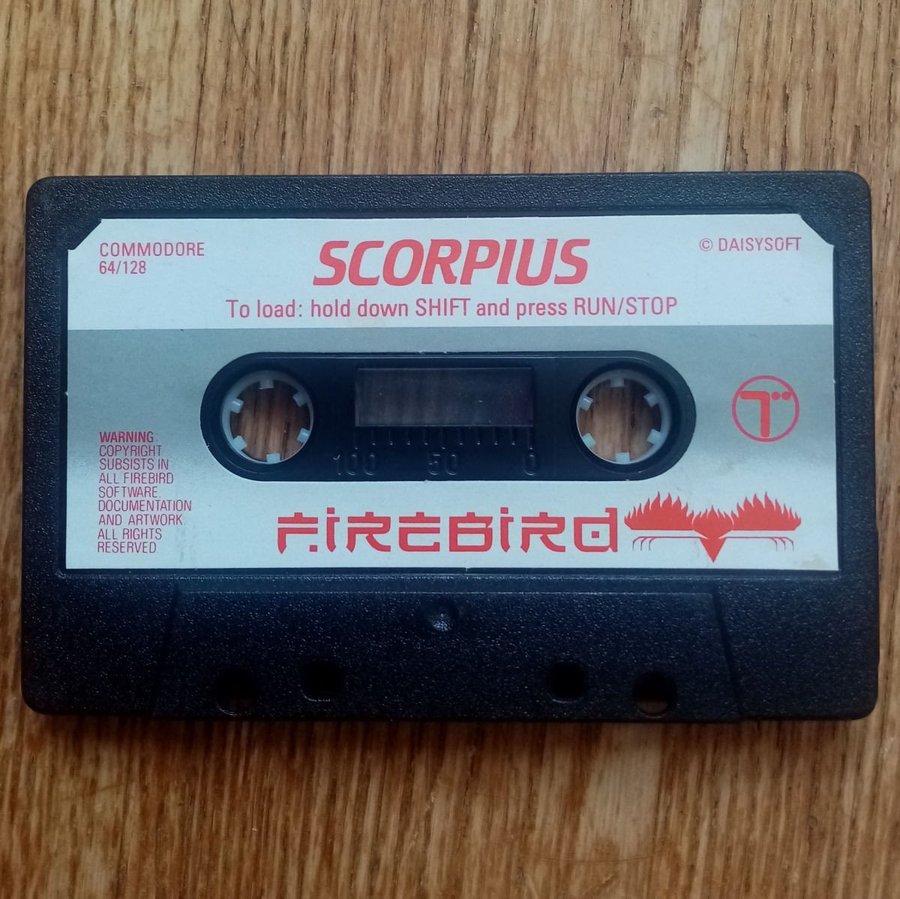 COMMODORE
64/128
SCORPIUS
© DAISYSOFT
To load: hold down SHIFT and press RUN/STOP
100 50 0
WARNING
COPYRIGHT
SUBSISTS IN
ALL FIREBIRD
SOFTWARE
DOCUMENTATION
AND ARTWORK
ALL RIGHTS
RESERVED
FIREBIRD